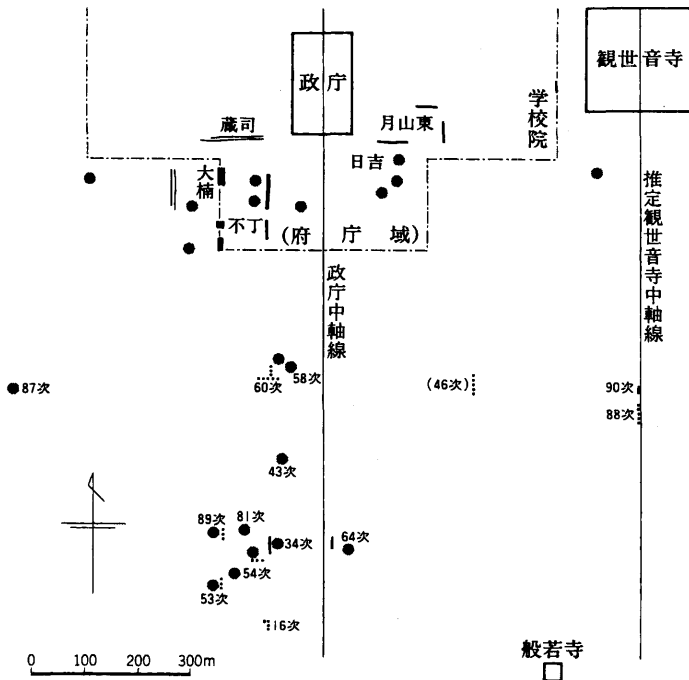 政庁
観世音寺
学校院
蔵司
月山東
日吉
大楠
不丁
(府庁域)
推定観世音寺中軸線
政庁中軸線
87次
60次
58次
(46次)
90次
88次
43次
89次
81次
34次
64次
54次
53次
16次
般若寺
0 100 200 300m